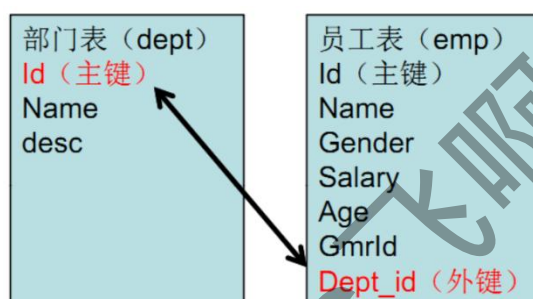 部门表（dept）
Id（主键）
Name
desc
员工表（emp）
Id（主键）
Name
Gender
Salary
Age
GmrId
Dept_id（外键）